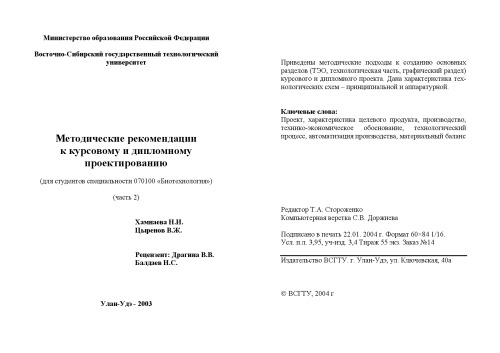 Министерство образования Российской Федерации
Восточно-Сибирский государственный технологический
университет
Методические рекомендации
к курсовому и дипломному
проектированию
(для студентов специальности 070100 «Биотехнология»)
(часть 2)
Хамнаева Н.И.
Цыренов В.Ж.
Рецензент: Драгина В.В.
Балдаев Н.С.
Улан-Удэ - 2003
Приведены методические подходы к созданию основных
разделов (ТЭО, технологическая часть, графический раздел)
курсового и дипломного проекта. Дана характеристика тех-
нологических схем – принципиальной и аппаратурной.
Ключевые слова:
Проект, характеристика целевого продукта, производство,
технико-экономическое обоснование, технологический
процесс, автоматизация производства, материальный баланс
Редактор Т.А. Стороженко
Компьютерная верстка С.В. Доржиева
Подписано в печать 22.01. 2004 г. Формат 60×84 1/16.
Усл. п.л. 3,95, уч-изд. 3,4 Тираж 55 экз. Заказ №14
Издательство ВСГТУ. г. Улан-Удэ, ул. Ключевская, 40а
© ВСГТУ, 2004 г